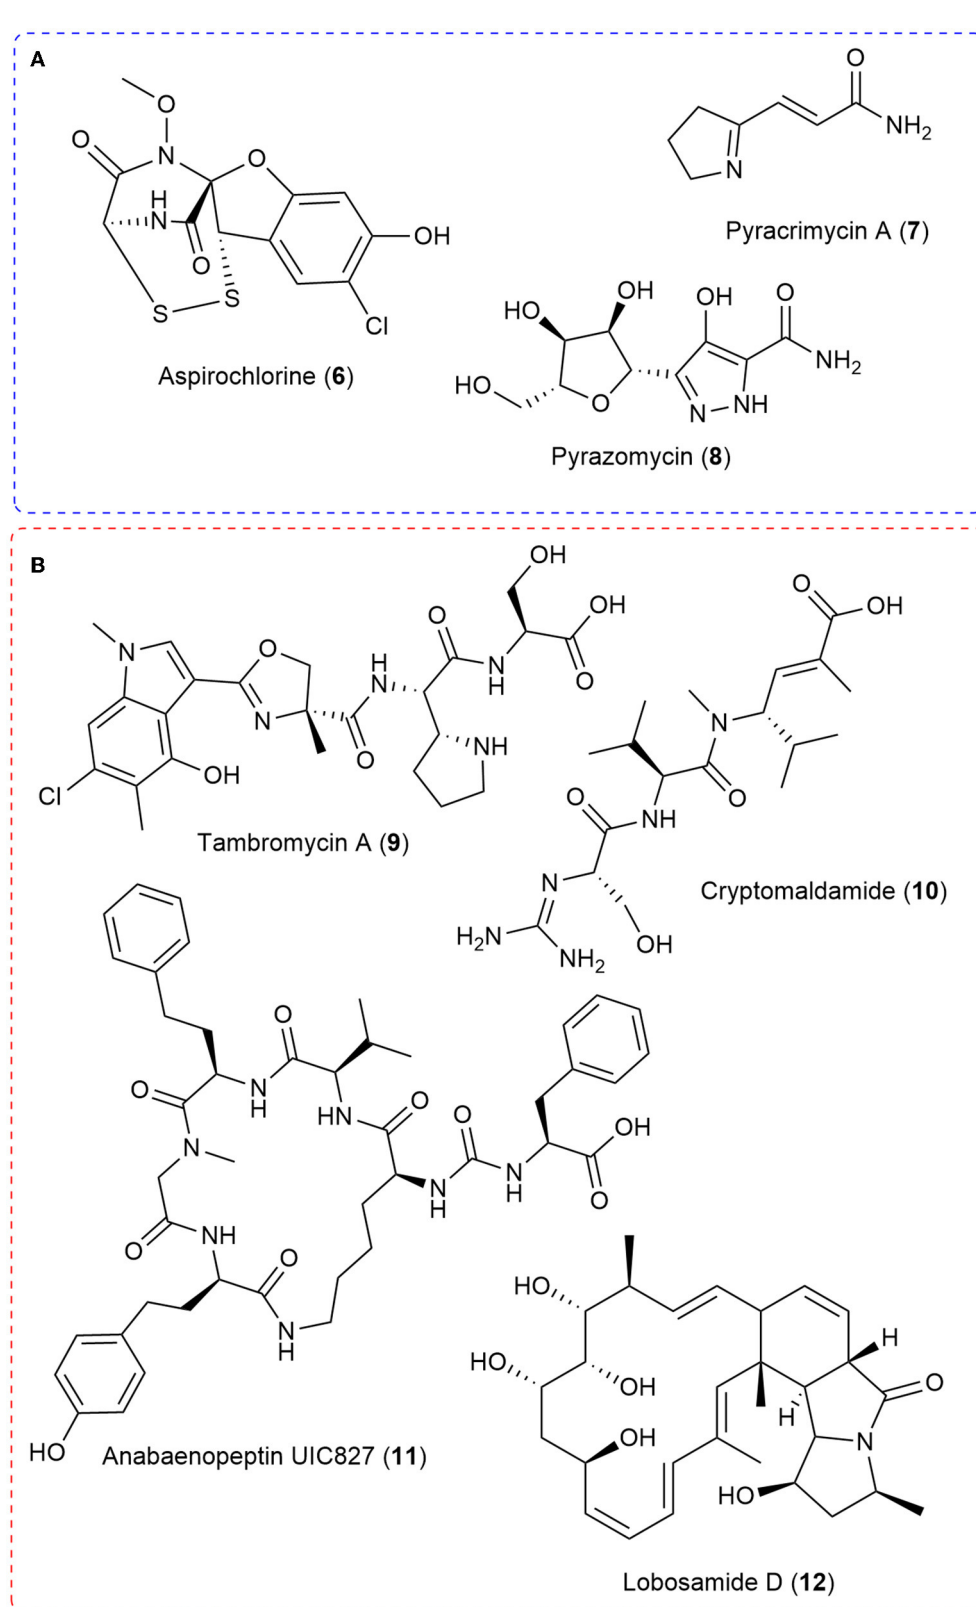 A
O
O
N
O
H
N
O
OH
S
S
Cl
Aspirochlorine (6)
O
NH2
N
Pyracrimycin A (7)
HO
OH
OH
O
HO
O
NH2
N
NH
Pyrazomycin (8)
B
OH
N
O
N
H
N
O
O
N
H
OH
O
NH
OH
Cl
Tambromycin A (9)
O
OH
N
O
O
NH
N
H2N
NH2
OH
Cryptomaldamide (10)
O
O
N
H
HN
O
N
O
N
H
N
H
OH
O
O
NH
O
N
H
HO
Anabaenopeptin UIC827 (11)
HO
HO
OH
OH
H
O
H
N
HO
Lobosamide D (12)